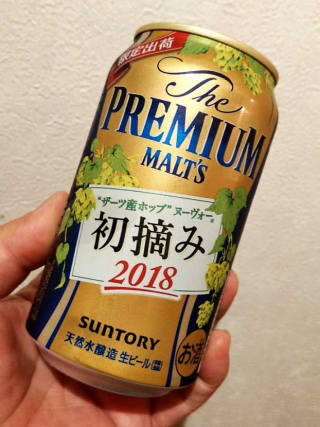 限定出荷
The
PREMIUM
MALT'S
"ザーツ産ホップ" ヌーヴォー
初摘み
2018
SUNTORY
天然水醸造 生ビール
お酒